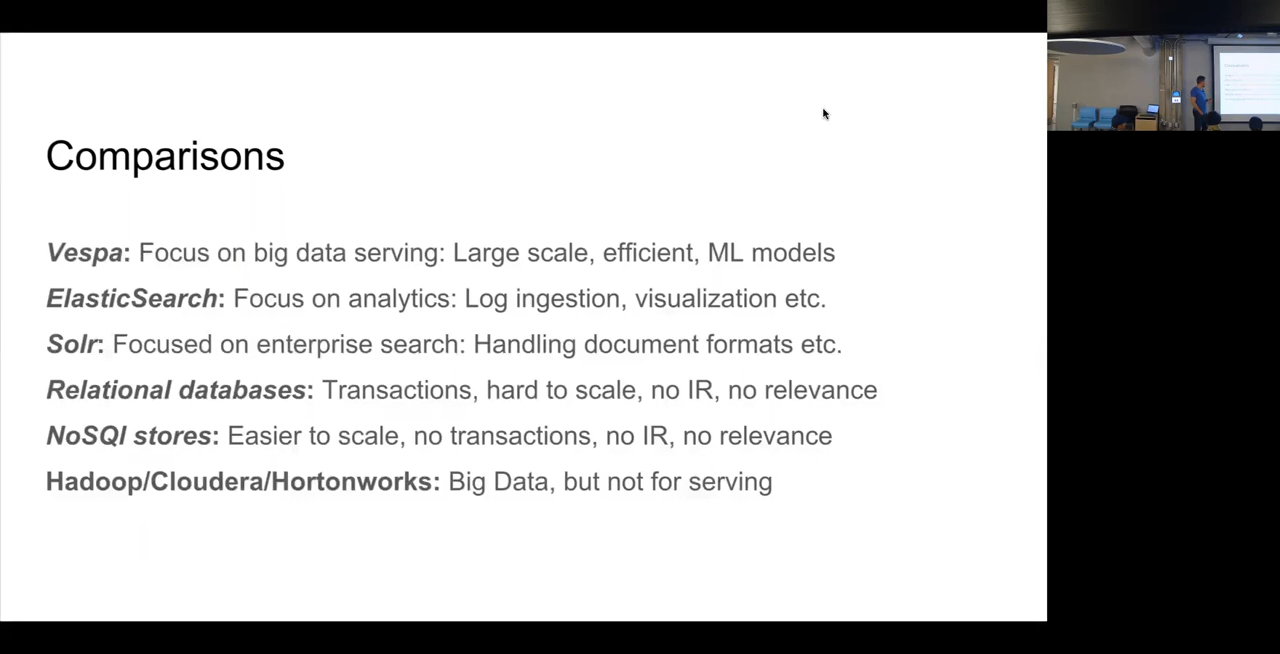 Comparisons
Vespa: Focus on big data serving: Large scale, efficient, ML models
ElasticSearch: Focus on analytics: Log ingestion, visualization etc.
Solr: Focused on enterprise search: Handling document formats etc.
Relational databases: Transactions, hard to scale, no IR, no relevance
NoSQl stores: Easier to scale, no transactions, no IR, no relevance
Hadoop/Cloudera/Hortonworks: Big Data, but not for serving